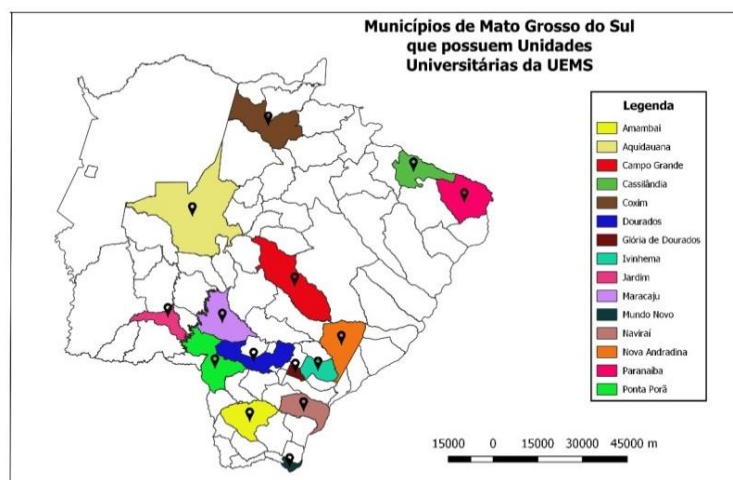 Municípios de Mato Grosso do Sul
que possuem Unidades
Universitárias da UEMS
Legenda
Amambai
Aquidauana
Campo Grande
Cassilândia
Coxim
Dourados
Glória de Dourados
Ivinhema
Jardim
Maracaju
Mundo Novo
Naviraí
Nova Andradina
Paranaíba
Ponta Porã
15000 0 15000 30000 45000 m